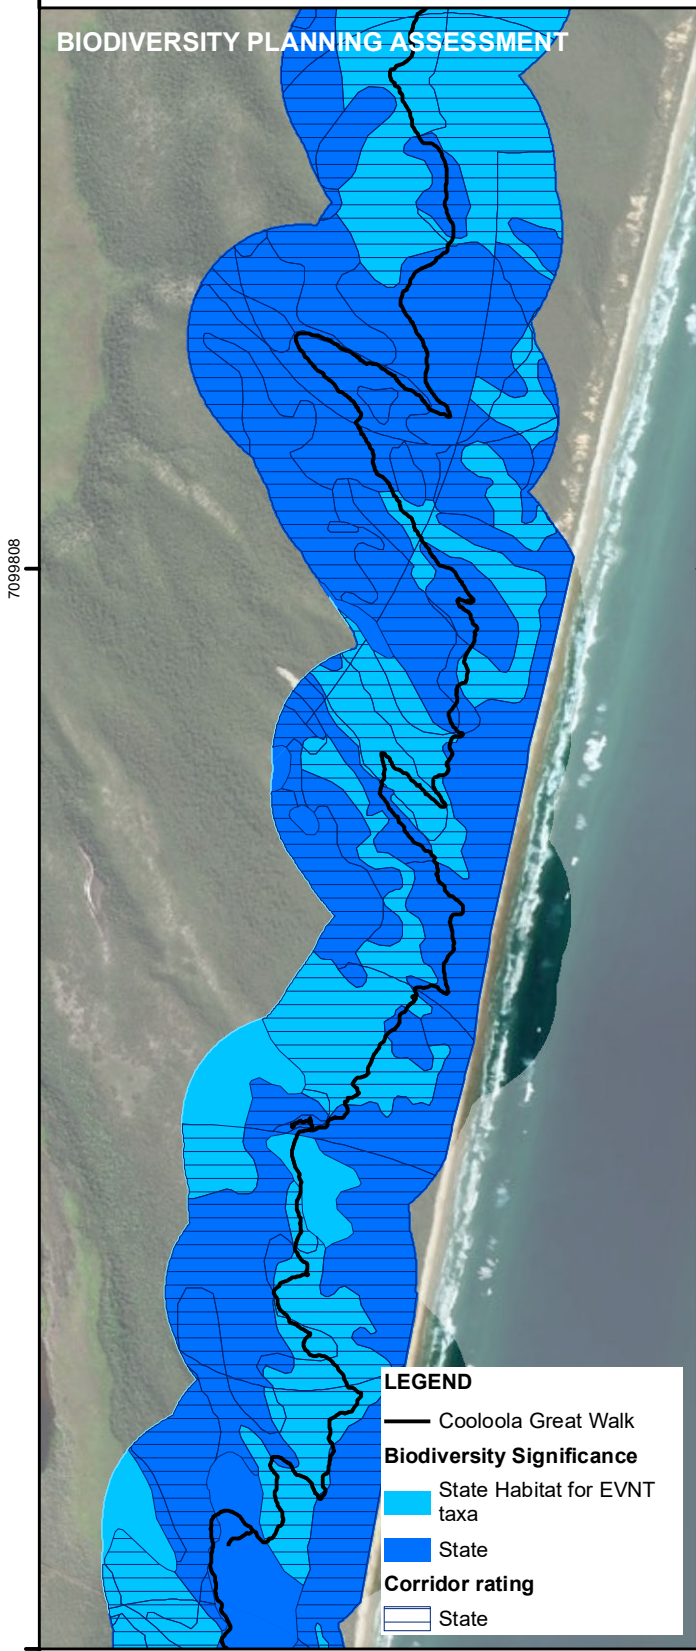 BIODIVERSITY PLANNING ASSESSMENT
7099808
LEGEND
Cooloola Great Walk
Biodiversity Significance
State Habitat for EVNT
taxa
State
Corridor rating
State